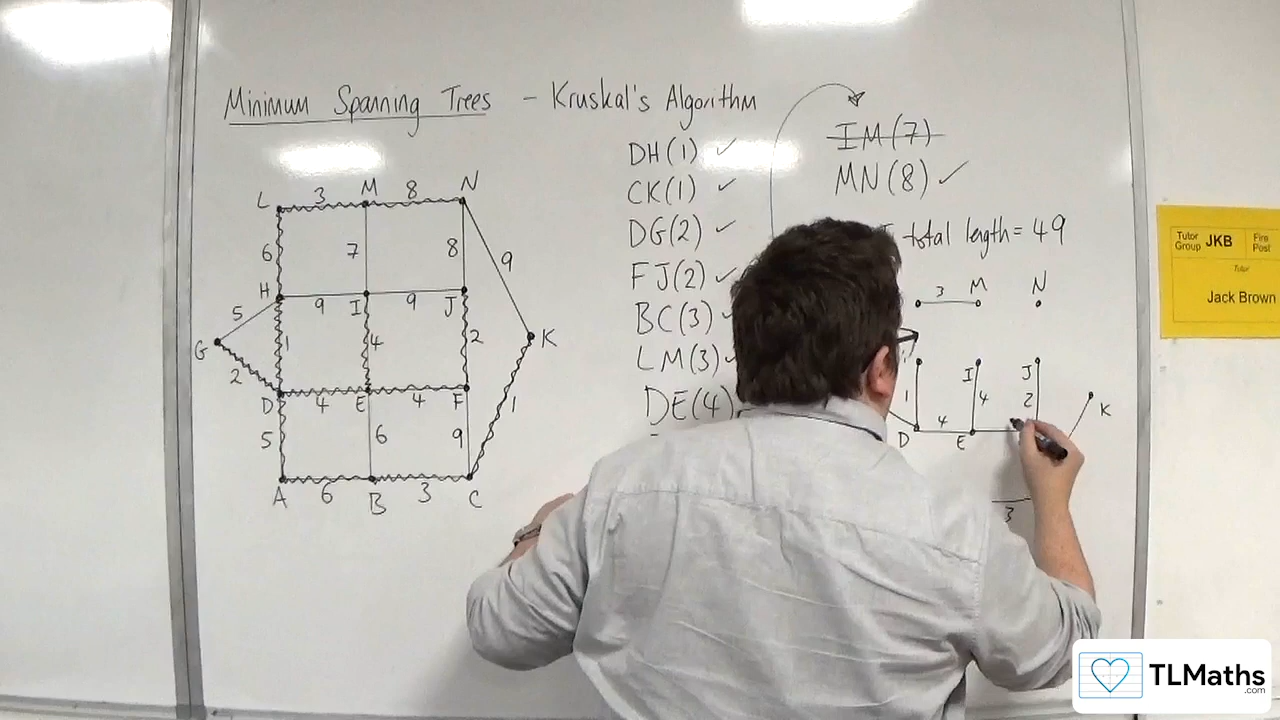 Minimum Spanning Trees - Kruskal's Algorithm
DH(1) ✓
CK(1) ✓
DG(2) ✓
FJ(2) ✓
BC(3) ✓
LM(3) ✓
DE(4)
IM(7)
MN(8) ✓
total length = 49
L 3 M 8 N
6 7 8 9
H 9 I 9 J
5 1 4 2 K
G
2
D 4 E 4 F
5 6 9 1
A 6 B 3 C
3 M N
I J
1 4 2 K
4
D E
3
Tutor Group JKB Fire Post
Tutor
Jack Brown
TLMaths
.com